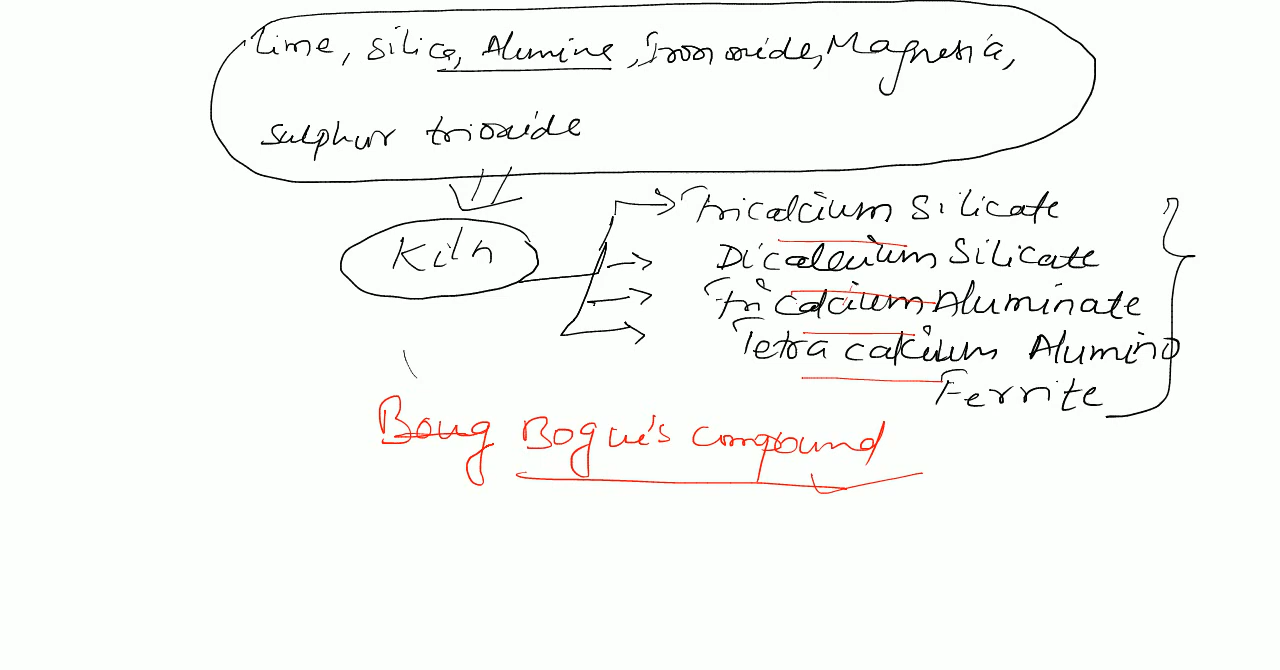 Lime, Silica, Alumine, Iron oxide, Magnesia,
Sulphur trioxide
Kiln
Tricalcium Silicate
Dicalcium Silicate
Tricalcium Aluminate
Tetra calcium Alumino
Ferrite
Boug Bogue's compound